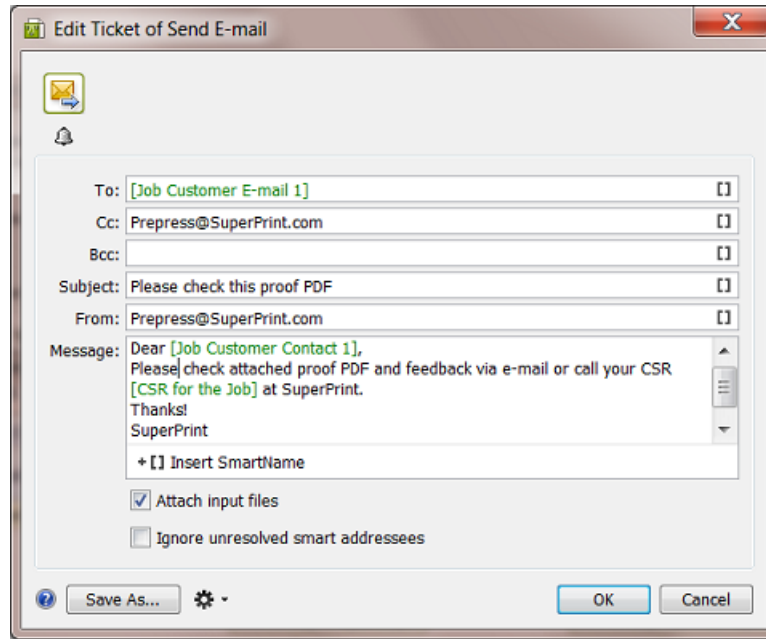 Edit Ticket of Send E-mail
To: [Job Customer E-mail 1] []
Cc: Prepress@SuperPrint.com []
Bcc: []
Subject: Please check this proof PDF []
From: Prepress@SuperPrint.com []
Message: Dear [Job Customer Contact 1],
Please check attached proof PDF and feedback via e-mail or call your CSR
[CSR for the Job] at SuperPrint.
Thanks!
SuperPrint
+[] Insert SmartName
Attach input files
Ignore unresolved smart addressees
Save As... OK Cancel